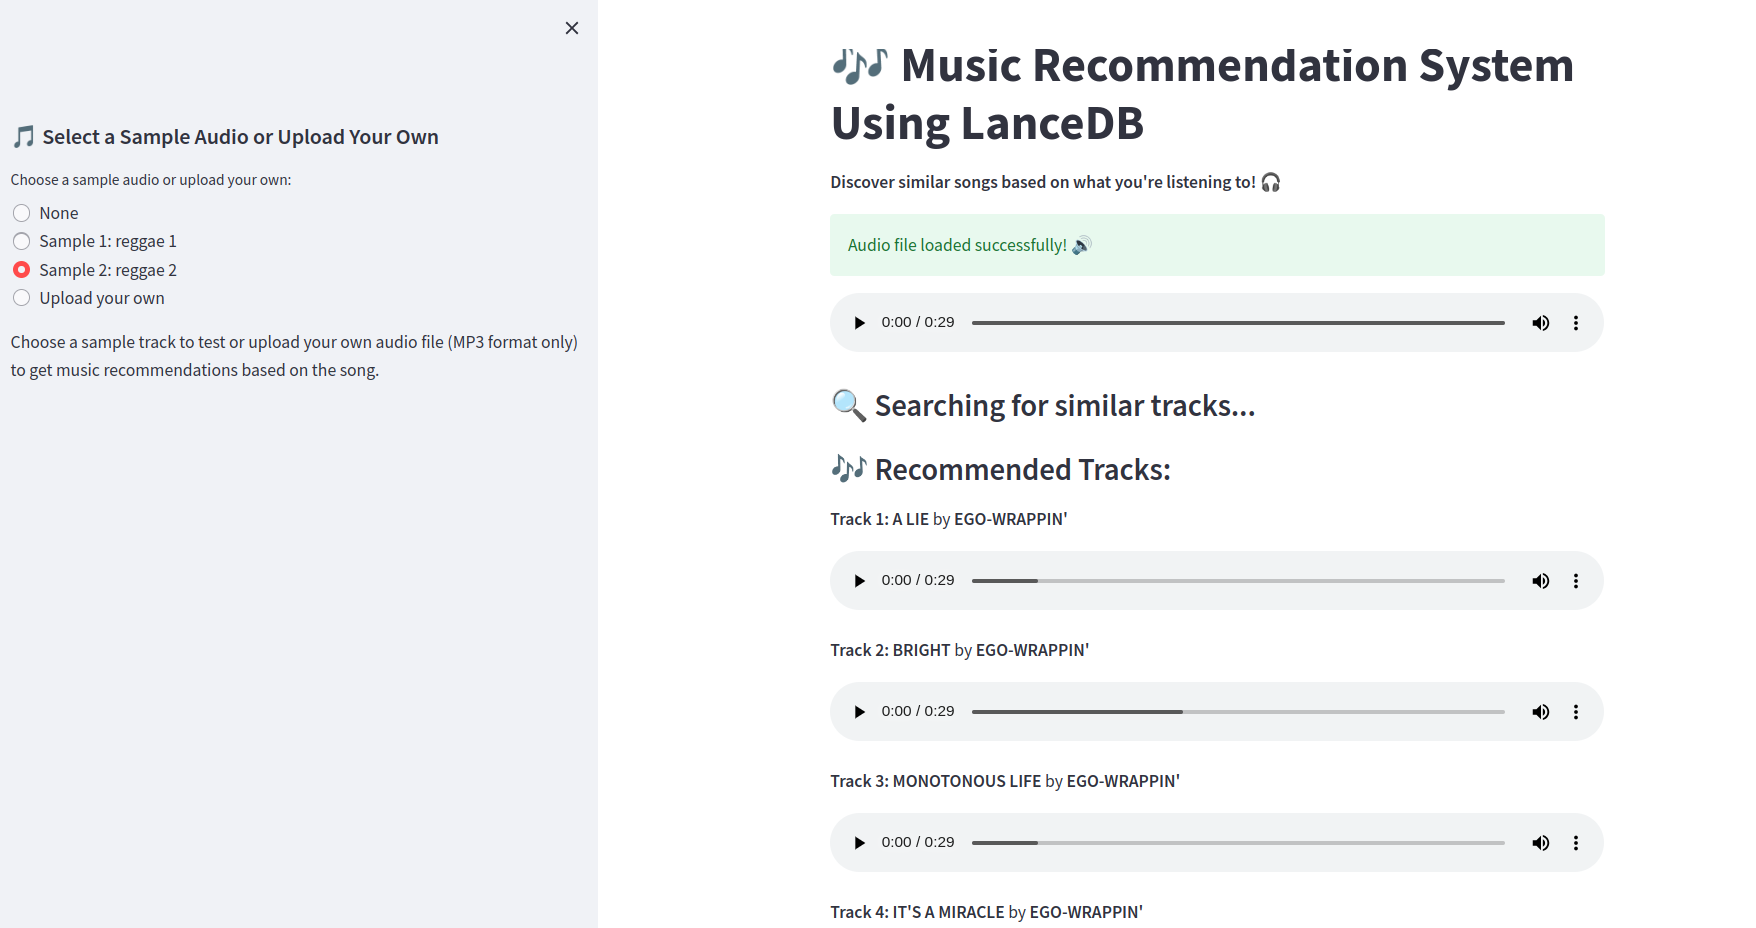 Select a Sample Audio or Upload Your Own
Choose a sample audio or upload your own:
None
Sample 1: reggae 1
Sample 2: reggae 2
Upload your own
Choose a sample track to test or upload your own audio file (MP3 format only)
to get music recommendations based on the song.
🎶 Music Recommendation System
Using LanceDB
Discover similar songs based on what you're listening to! 🎧
Audio file loaded successfully! 🔊
0:00 / 0:29
🔍 Searching for similar tracks...
🎶 Recommended Tracks:
Track 1: A LIE by EGO-WRAPPIN'
0:00 / 0:29
Track 2: BRIGHT by EGO-WRAPPIN'
0:00 / 0:29
Track 3: MONOTONOUS LIFE by EGO-WRAPPIN'
0:00 / 0:29
Track 4: IT'S A MIRACLE by EGO-WRAPPIN'